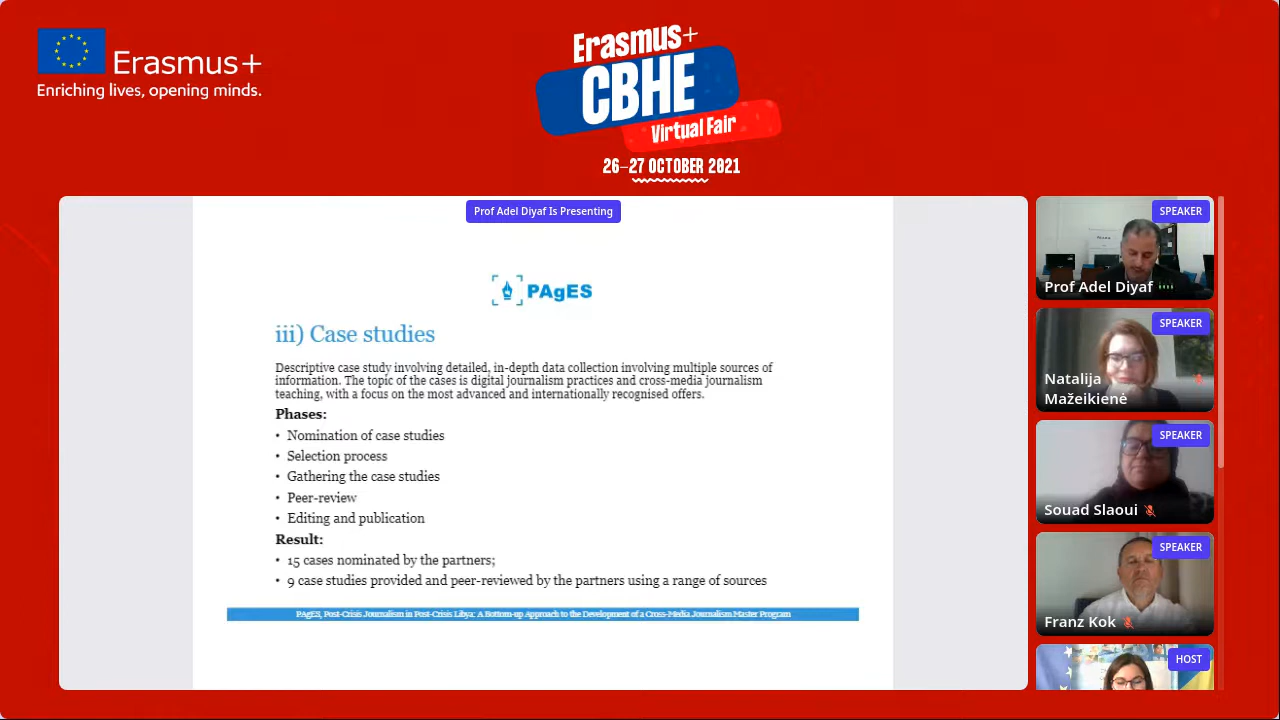 Erasmus+
Enriching lives, opening minds.
Erasmus+
CBHE
Virtual Fair
26–27 OCTOBER 2021
Prof Adel Diyaf Is Presenting
PAgES
iii) Case studies
Descriptive case study involving detailed, in-depth data collection involving multiple sources of
information. The topic of the cases is digital journalism practices and cross-media journalism
teaching, with a focus on the most advanced and internationally recognised offers.
Phases:
• Nomination of case studies
• Selection process
• Gathering the case studies
• Peer-review
• Editing and publication
Result:
• 15 cases nominated by the partners;
• 9 case studies provided and peer-reviewed by the partners using a range of sources
PAgES, Post-Crisis Journalism in Post-Crisis Libya: A Bottom-up Approach to the Development of a Cross-Media Journalism Master Program
SPEAKER
Prof Adel Diyaf
SPEAKER
Natalija
Mažeikienė
SPEAKER
Souad Slaoui
SPEAKER
Franz Kok
HOST